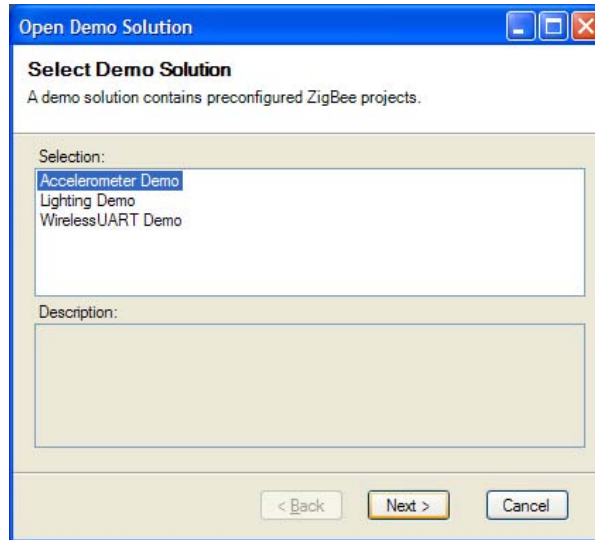 Open Demo Solution
Select Demo Solution
A demo solution contains preconfigured ZigBee projects.
Selection:
Accelerometer Demo
Lighting Demo
WirelessUART Demo
Description:
< Back Next > Cancel